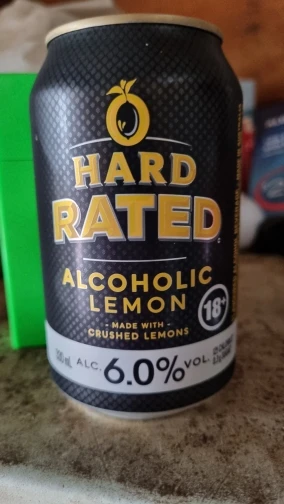 HARD
RATED
ALCOHOLIC
LEMON
- MADE WITH -
CRUSHED LEMONS
18+
ALC. 6.0% VOL.